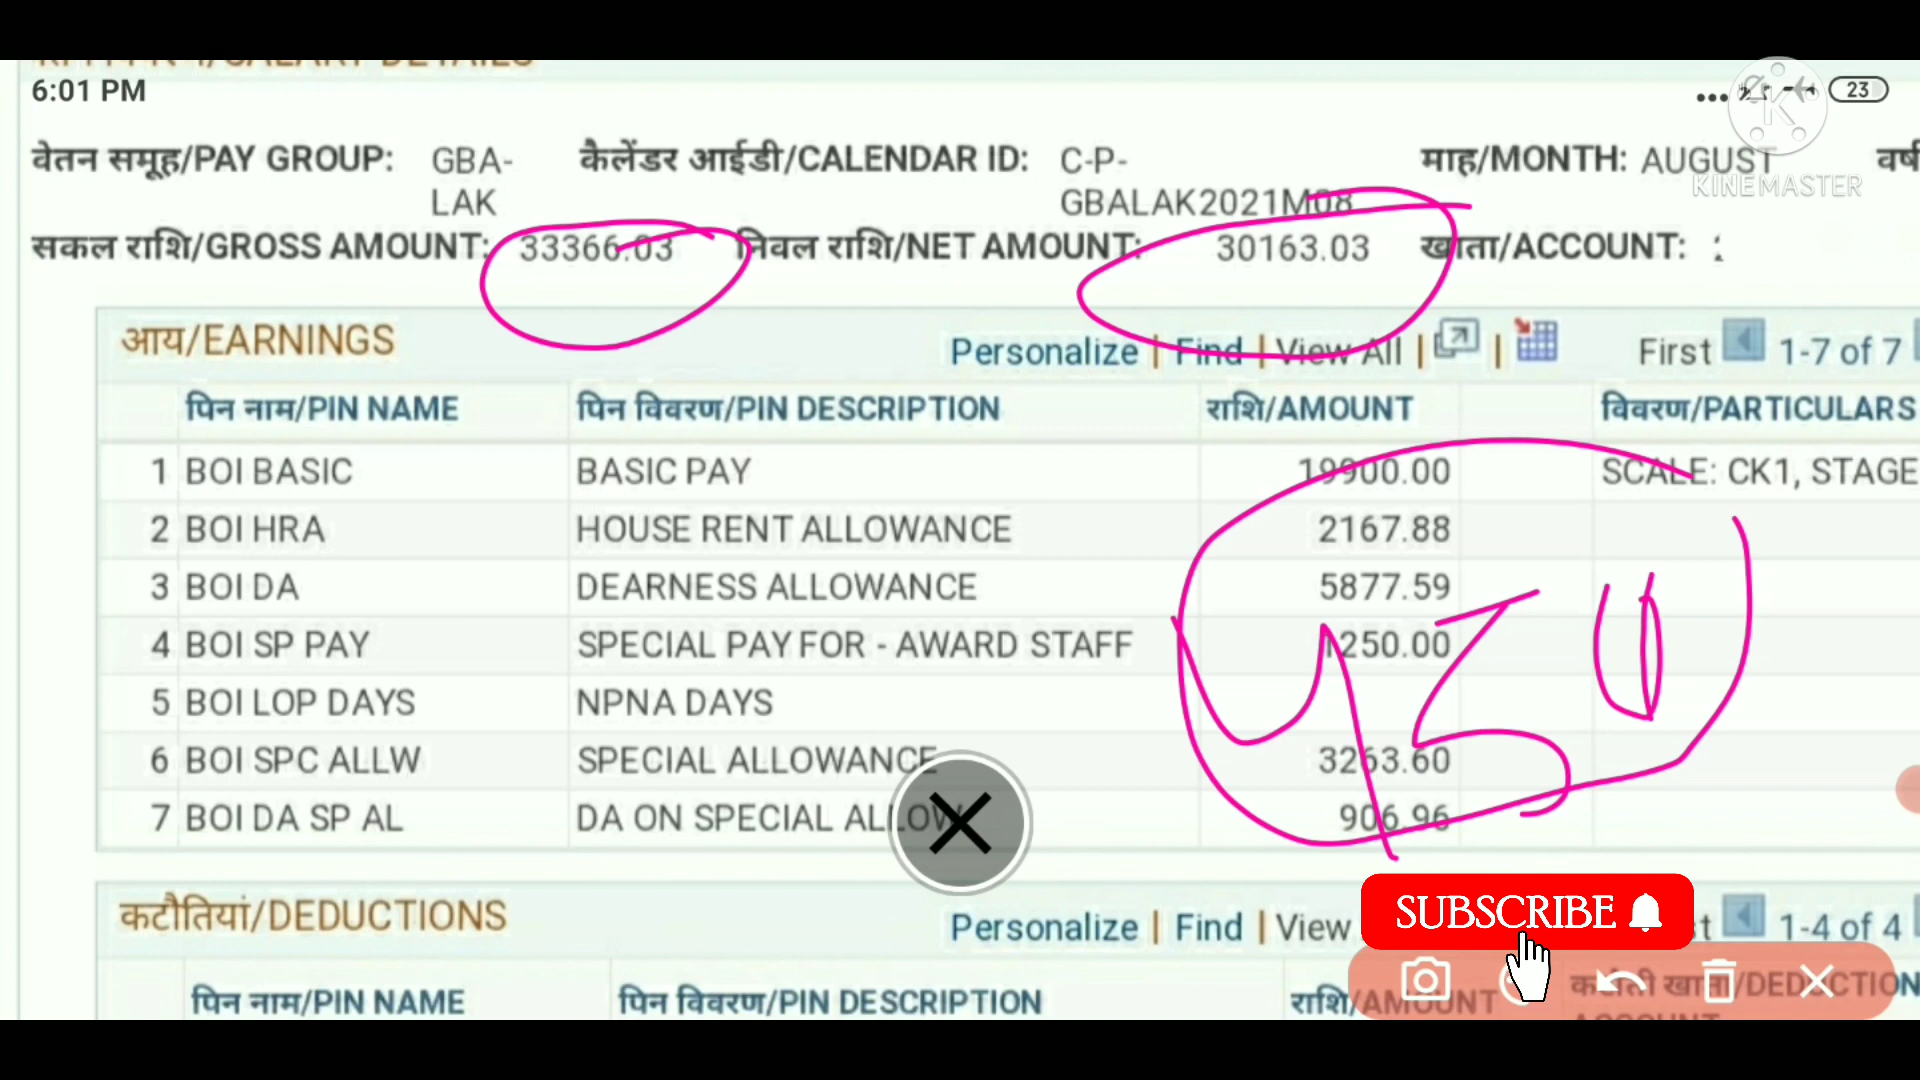 6:01 PM
23
KINEMASTER
वेतन समूह/PAY GROUP: GBA-LAK कैलेंडर आईडी/CALENDAR ID: C-P-GBALAK2021M08 माह/MONTH: AUGUST वर्ष
सकल राशि/GROSS AMOUNT: 33366.03 निवल राशि/NET AMOUNT: 30163.03 खाता/ACCOUNT:
आय/EARNINGS Personalize | Find | View All | | First 1-7 of 7
पिन नाम/PIN NAME पिन विवरण/PIN DESCRIPTION राशि/AMOUNT विवरण/PARTICULARS
1 BOI BASIC BASIC PAY 19900.00 SCALE: CK1, STAGE
2 BOI HRA HOUSE RENT ALLOWANCE 2167.88
3 BOI DA DEARNESS ALLOWANCE 5877.59
4 BOI SP PAY SPECIAL PAY FOR - AWARD STAFF 1250.00
5 BOI LOP DAYS NPNA DAYS
6 BOI SPC ALLW SPECIAL ALLOWANCE 3263.60
7 BOI DA SP AL DA ON SPECIAL ALLOW 906.96
कटौतियां/DEDUCTIONS Personalize | Find | View 1-4 of 4
SUBSCRIBE
पिन नाम/PIN NAME पिन विवरण/PIN DESCRIPTION राशि/AMOUNT कटौती खाता/DEDUCTION